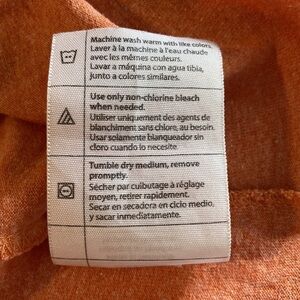 Machine wash warm with like colors.
Laver à la machine à l'eau chaude
avec les mêmes couleurs.
Lavar a máquina con agua tibia,
junto a colores similares.
Use only non-chlorine bleach
when needed.
Utiliser uniquement des agents de
blanchiment sans chlore, au besoin.
Usar solamente blanqueador sin
cloro cuando lo necesite.
Tumble dry medium, remove
promptly.
Sécher par culbutage à réglage
moyen, retirer rapidement.
Secar en secadora en ciclo medio,
y sacar inmediatamente.